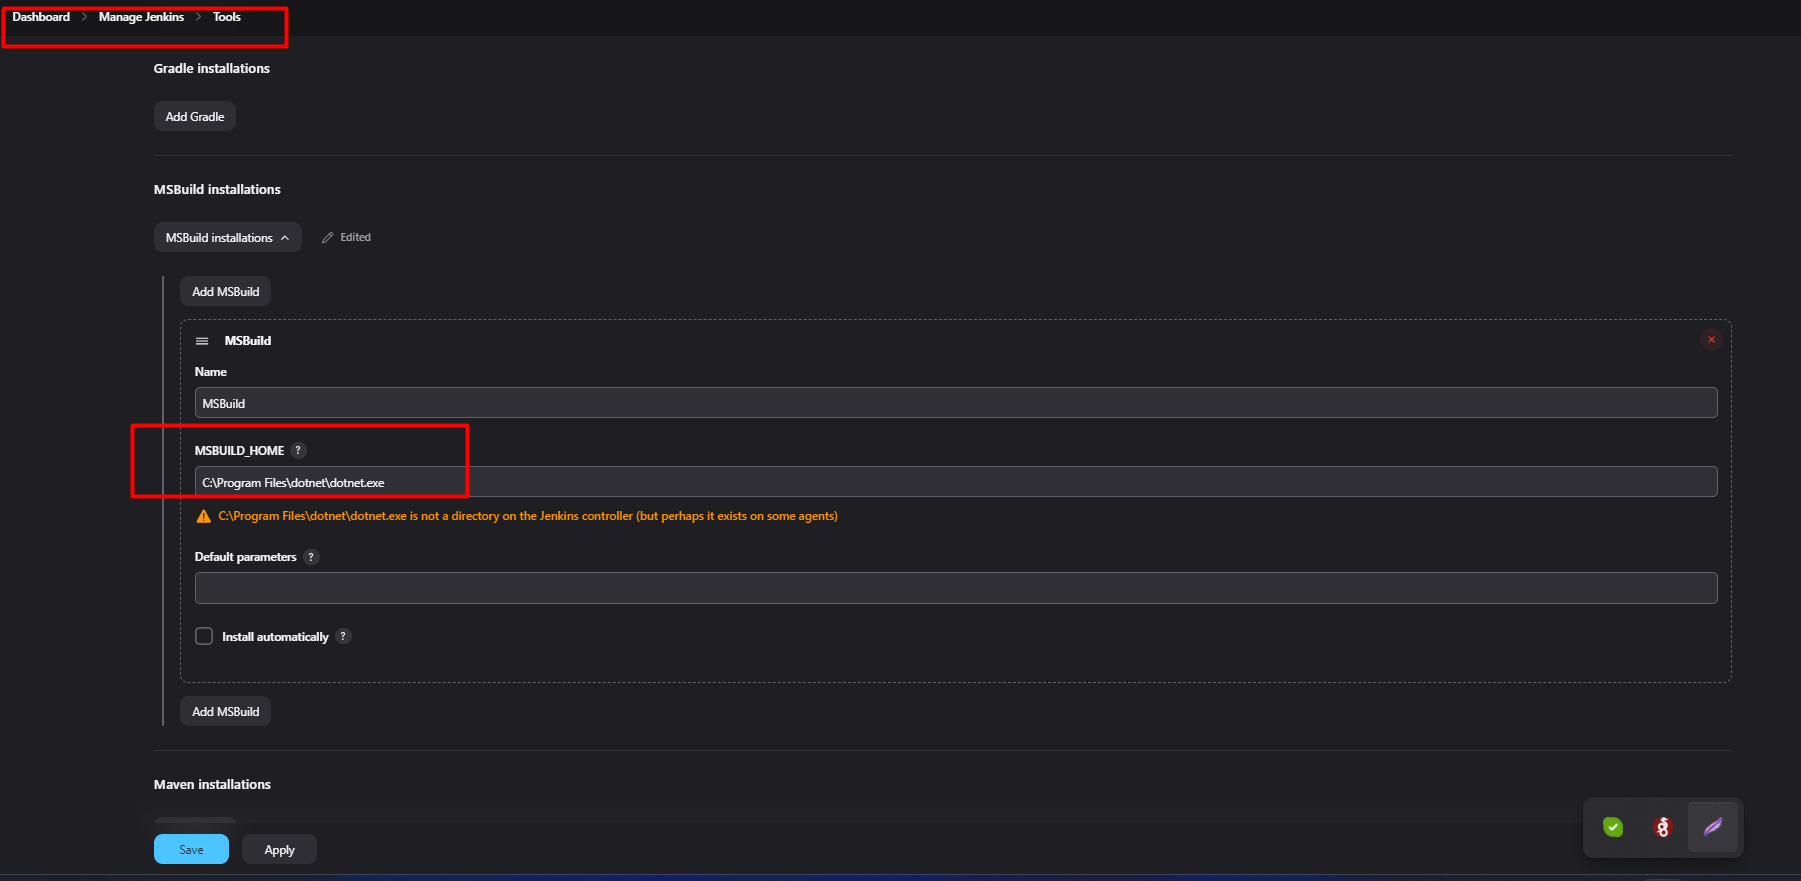 Dashboard > Manage Jenkins > Tools
Gradle installations
Add Gradle
MSBuild installations
MSBuild installations
Edited
Add MSBuild
MSBuild
Name
MSBuild
MSBUILD_HOME ?
C:\Program Files\dotnet\dotnet.exe
C:\Program Files\dotnet\dotnet.exe is not a directory on the Jenkins controller (but perhaps it exists on some agents)
Default parameters ?
Install automatically ?
Add MSBuild
Maven installations
Save
Apply